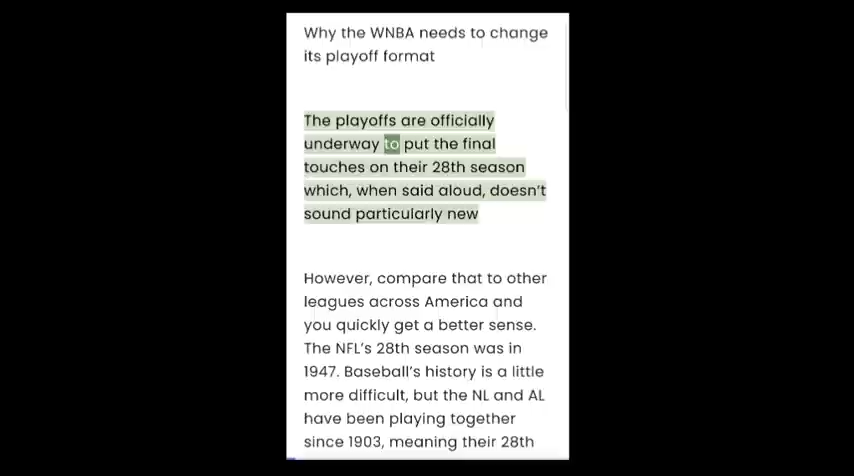 Why the WNBA needs to change
its playoff format
The playoffs are officially
underway to put the final
touches on their 28th season
which, when said aloud, doesn't
sound particularly new
However, compare that to other
leagues across America and
you quickly get a better sense.
The NFL's 28th season was in
1947. Baseball's history is a little
more difficult, but the NL and AL
have been playing together
since 1903, meaning their 28th